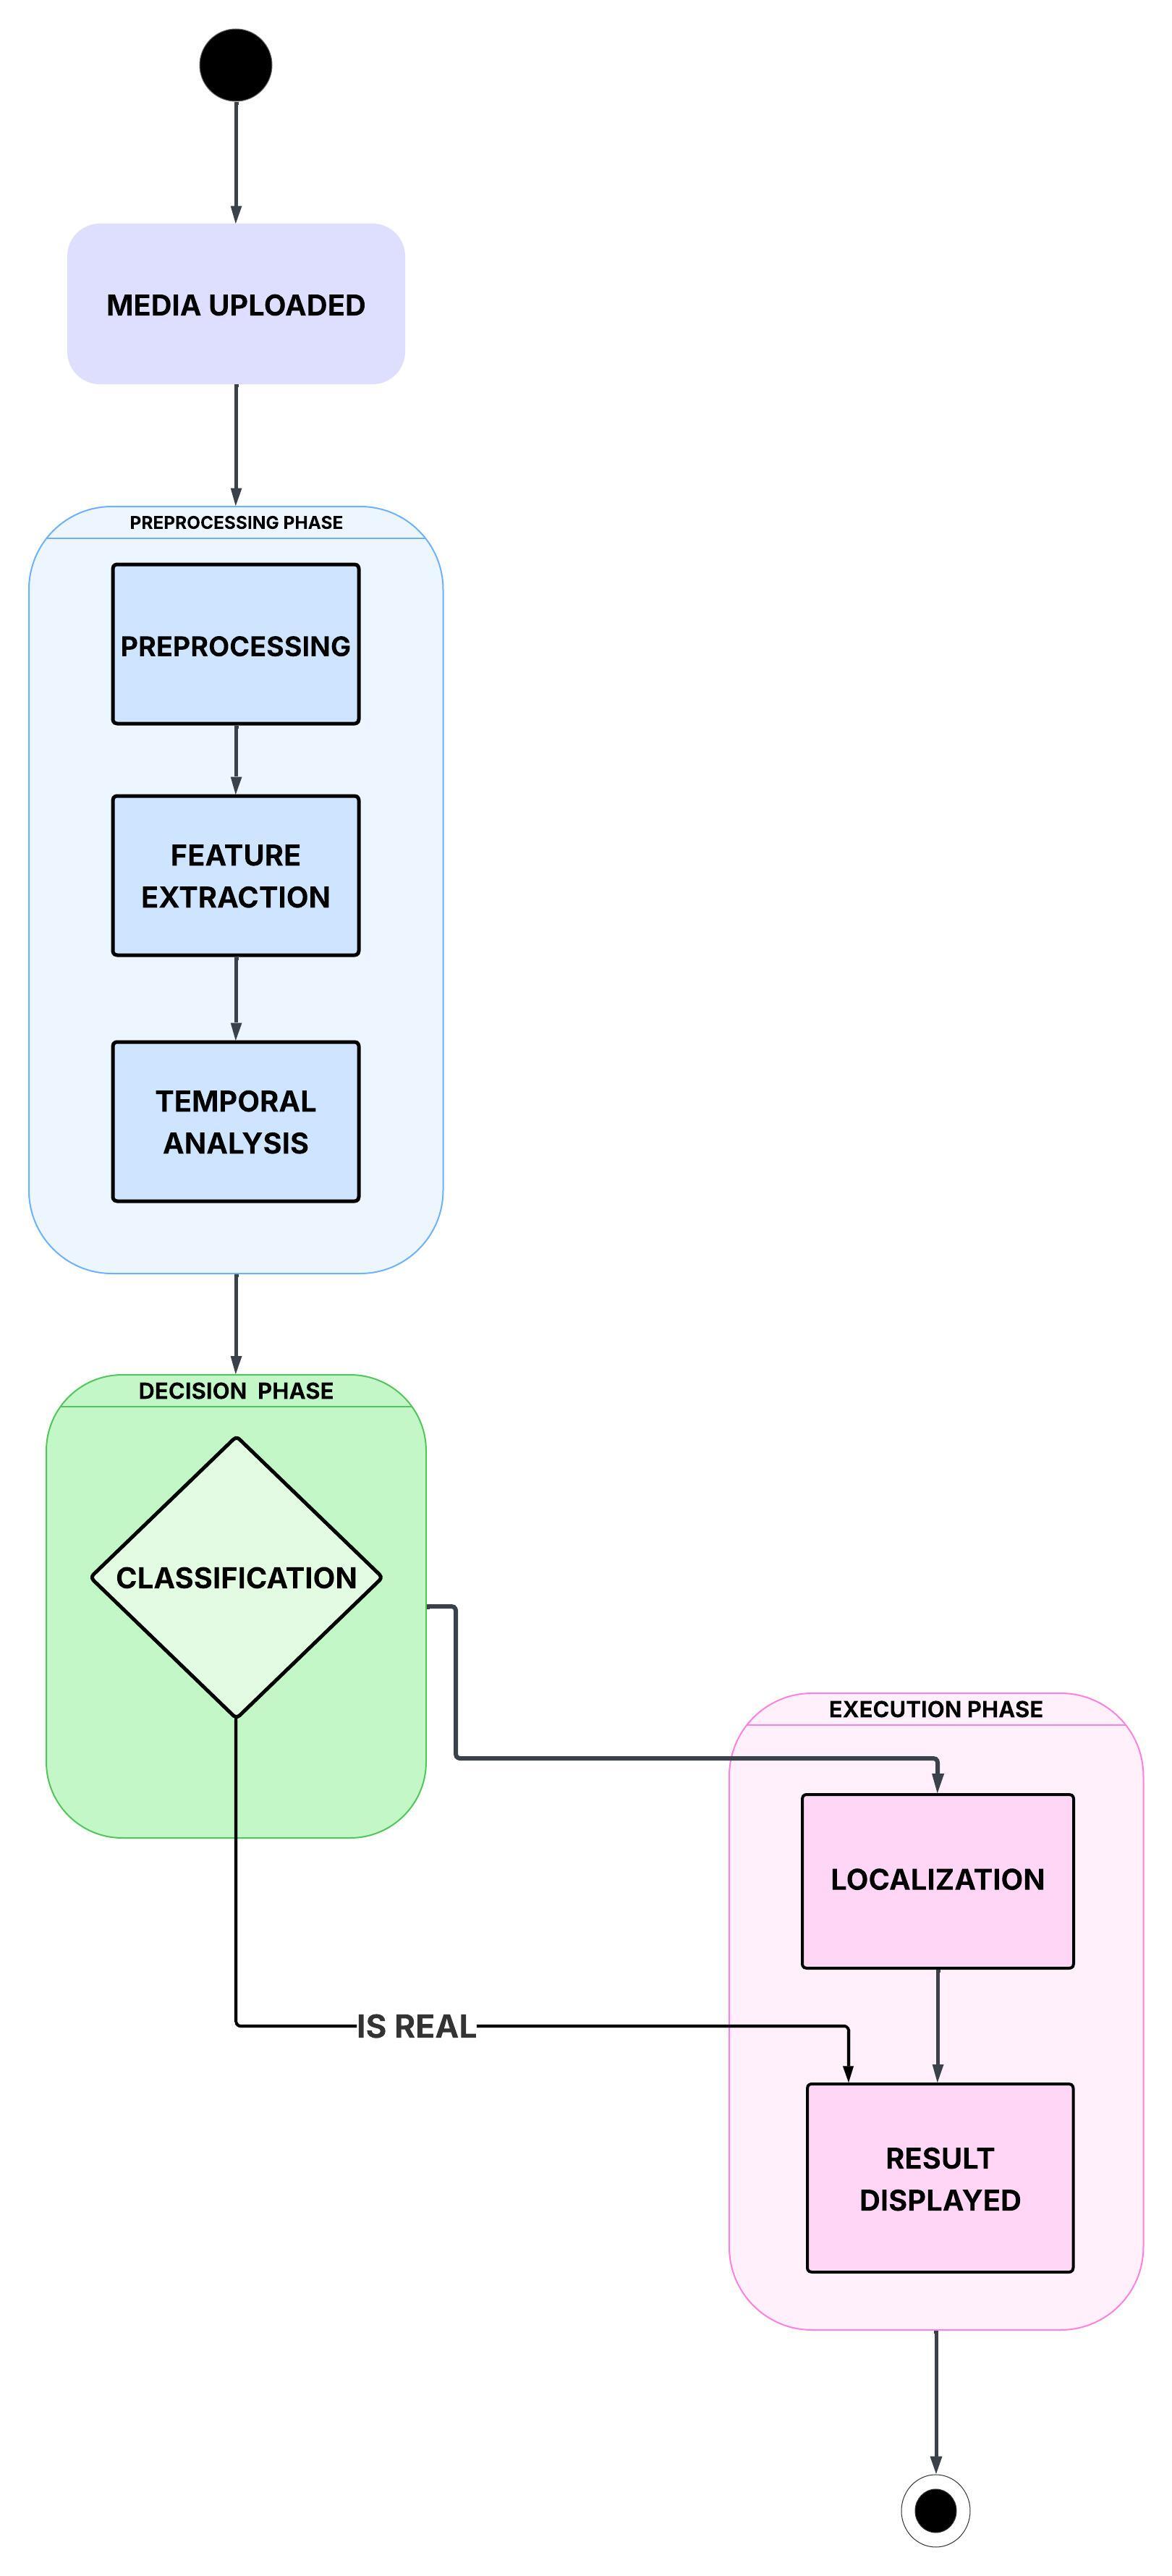 MEDIA UPLOADED
PREPROCESSING PHASE
PREPROCESSING
FEATURE
EXTRACTION
TEMPORAL
ANALYSIS
DECISION  PHASE
CLASSIFICATION
EXECUTION PHASE
LOCALIZATION
IS REAL
RESULT
DISPLAYED